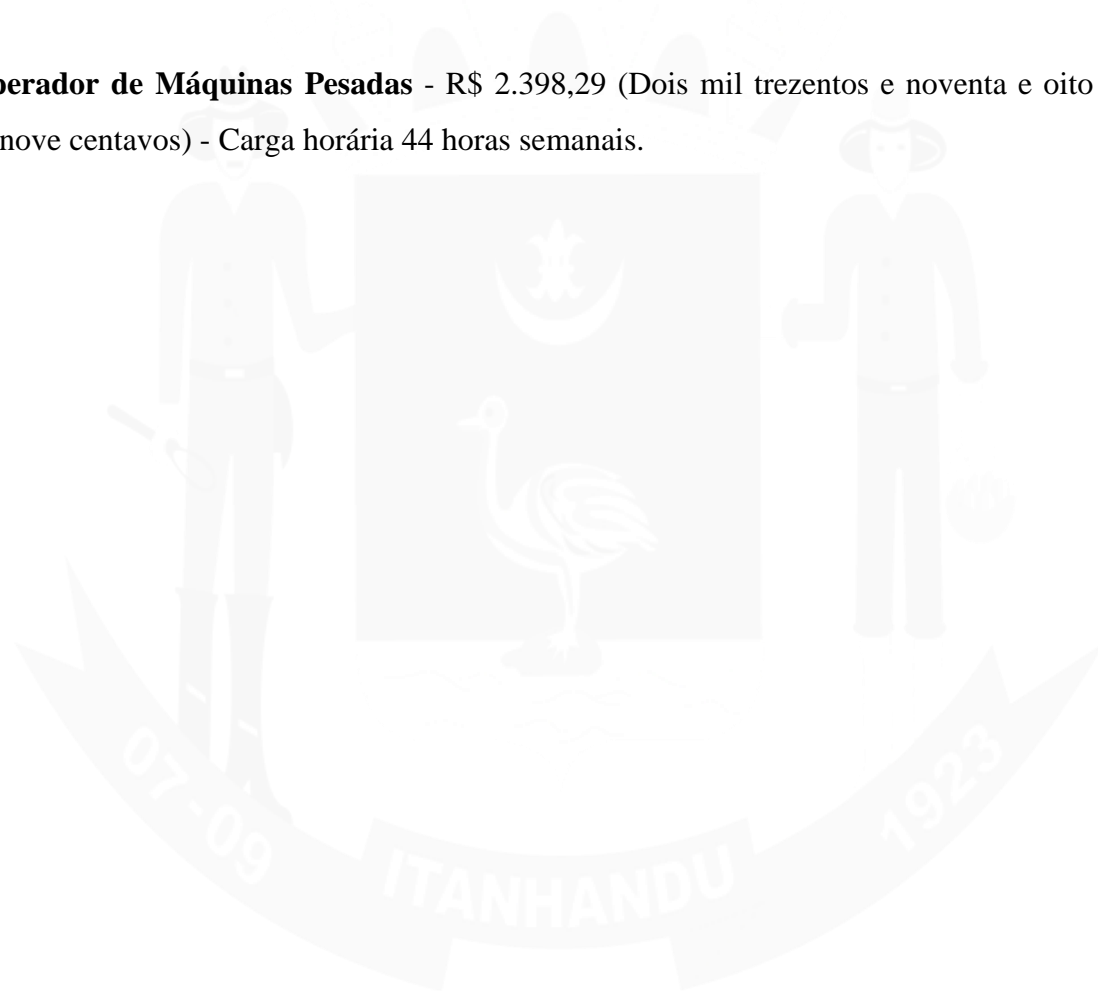 perador de Máquinas Pesadas - R$ 2.398,29 (Dois mil trezentos e noventa e oito
nove centavos) - Carga horária 44 horas semanais.
07-09
ITANHANDU
1923